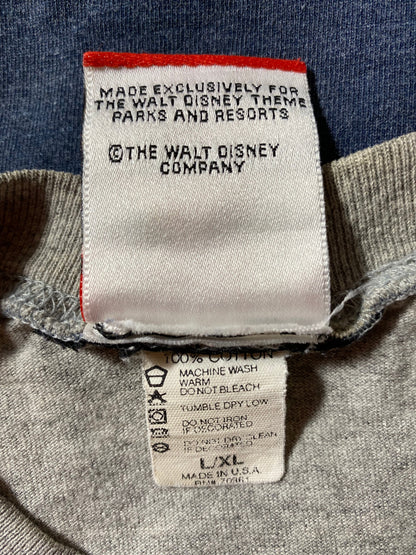 MADE EXCLUSIVELY FOR
THE WALT DISNEY THEME
PARKS AND RESORTS
©THE WALT DISNEY
COMPANY
100% COTTON
MACHINE WASH
WARM
DO NOT BLEACH
TUMBLE DRY LOW
DO NOT IRON
IF DECORATED
DO NOT DRY CLEAN
IF DECORATED
L/XL
MADE IN U.S.A.
RN# 70361